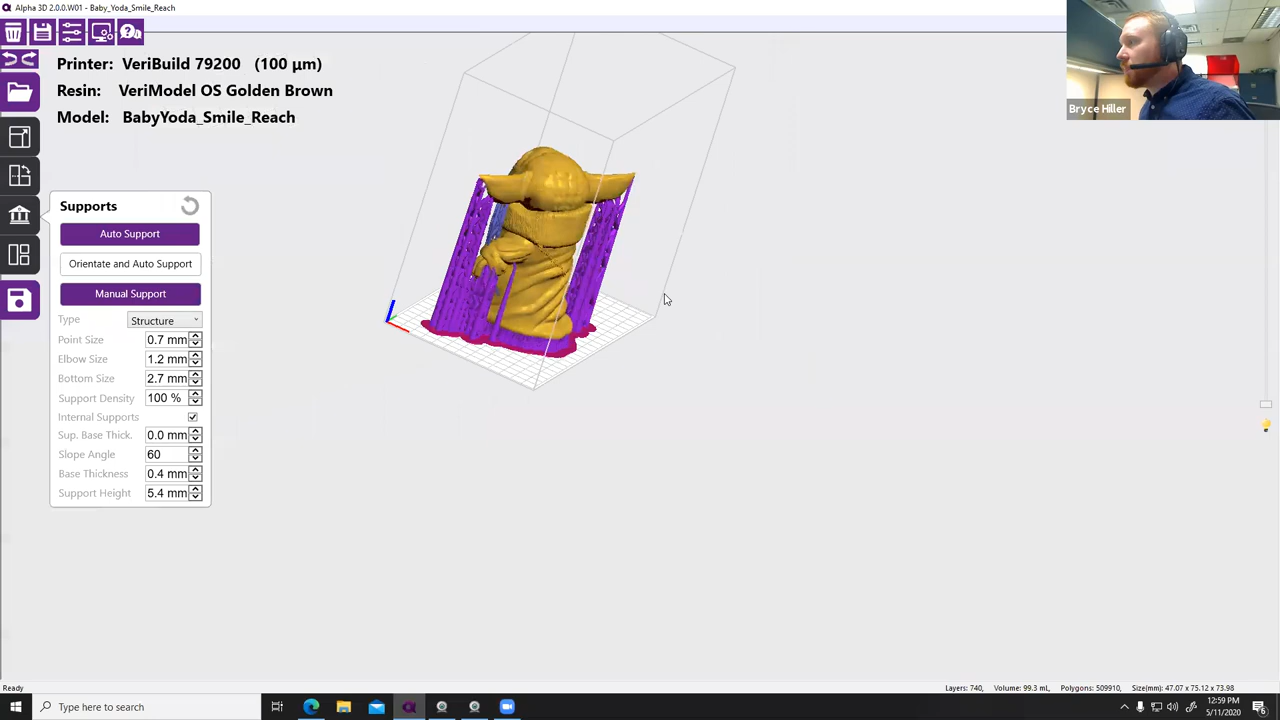 Alpha 3D 2.0.0.W01 - Baby_Yoda_Smile_Reach
Printer: VeriBuild 79200 (100 µm)
Resin: VeriModel OS Golden Brown
Model: BabyYoda_Smile_Reach
Bryce Hiller
Supports
Auto Support
Orientate and Auto Support
Manual Support
Type Structure
Point Size 0.7 mm
Elbow Size 1.2 mm
Bottom Size 2.7 mm
Support Density 100 %
Internal Supports
Sup. Base Thick. 0.0 mm
Slope Angle 60
Base Thickness 0.4 mm
Support Height 5.4 mm
Ready
Layers: 740, Volume: 99.3 mL, Polygons: 509910, Size(mm): 47.07 x 75.12 x 73.98
Type here to search
12:59 PM
5/11/2020
6